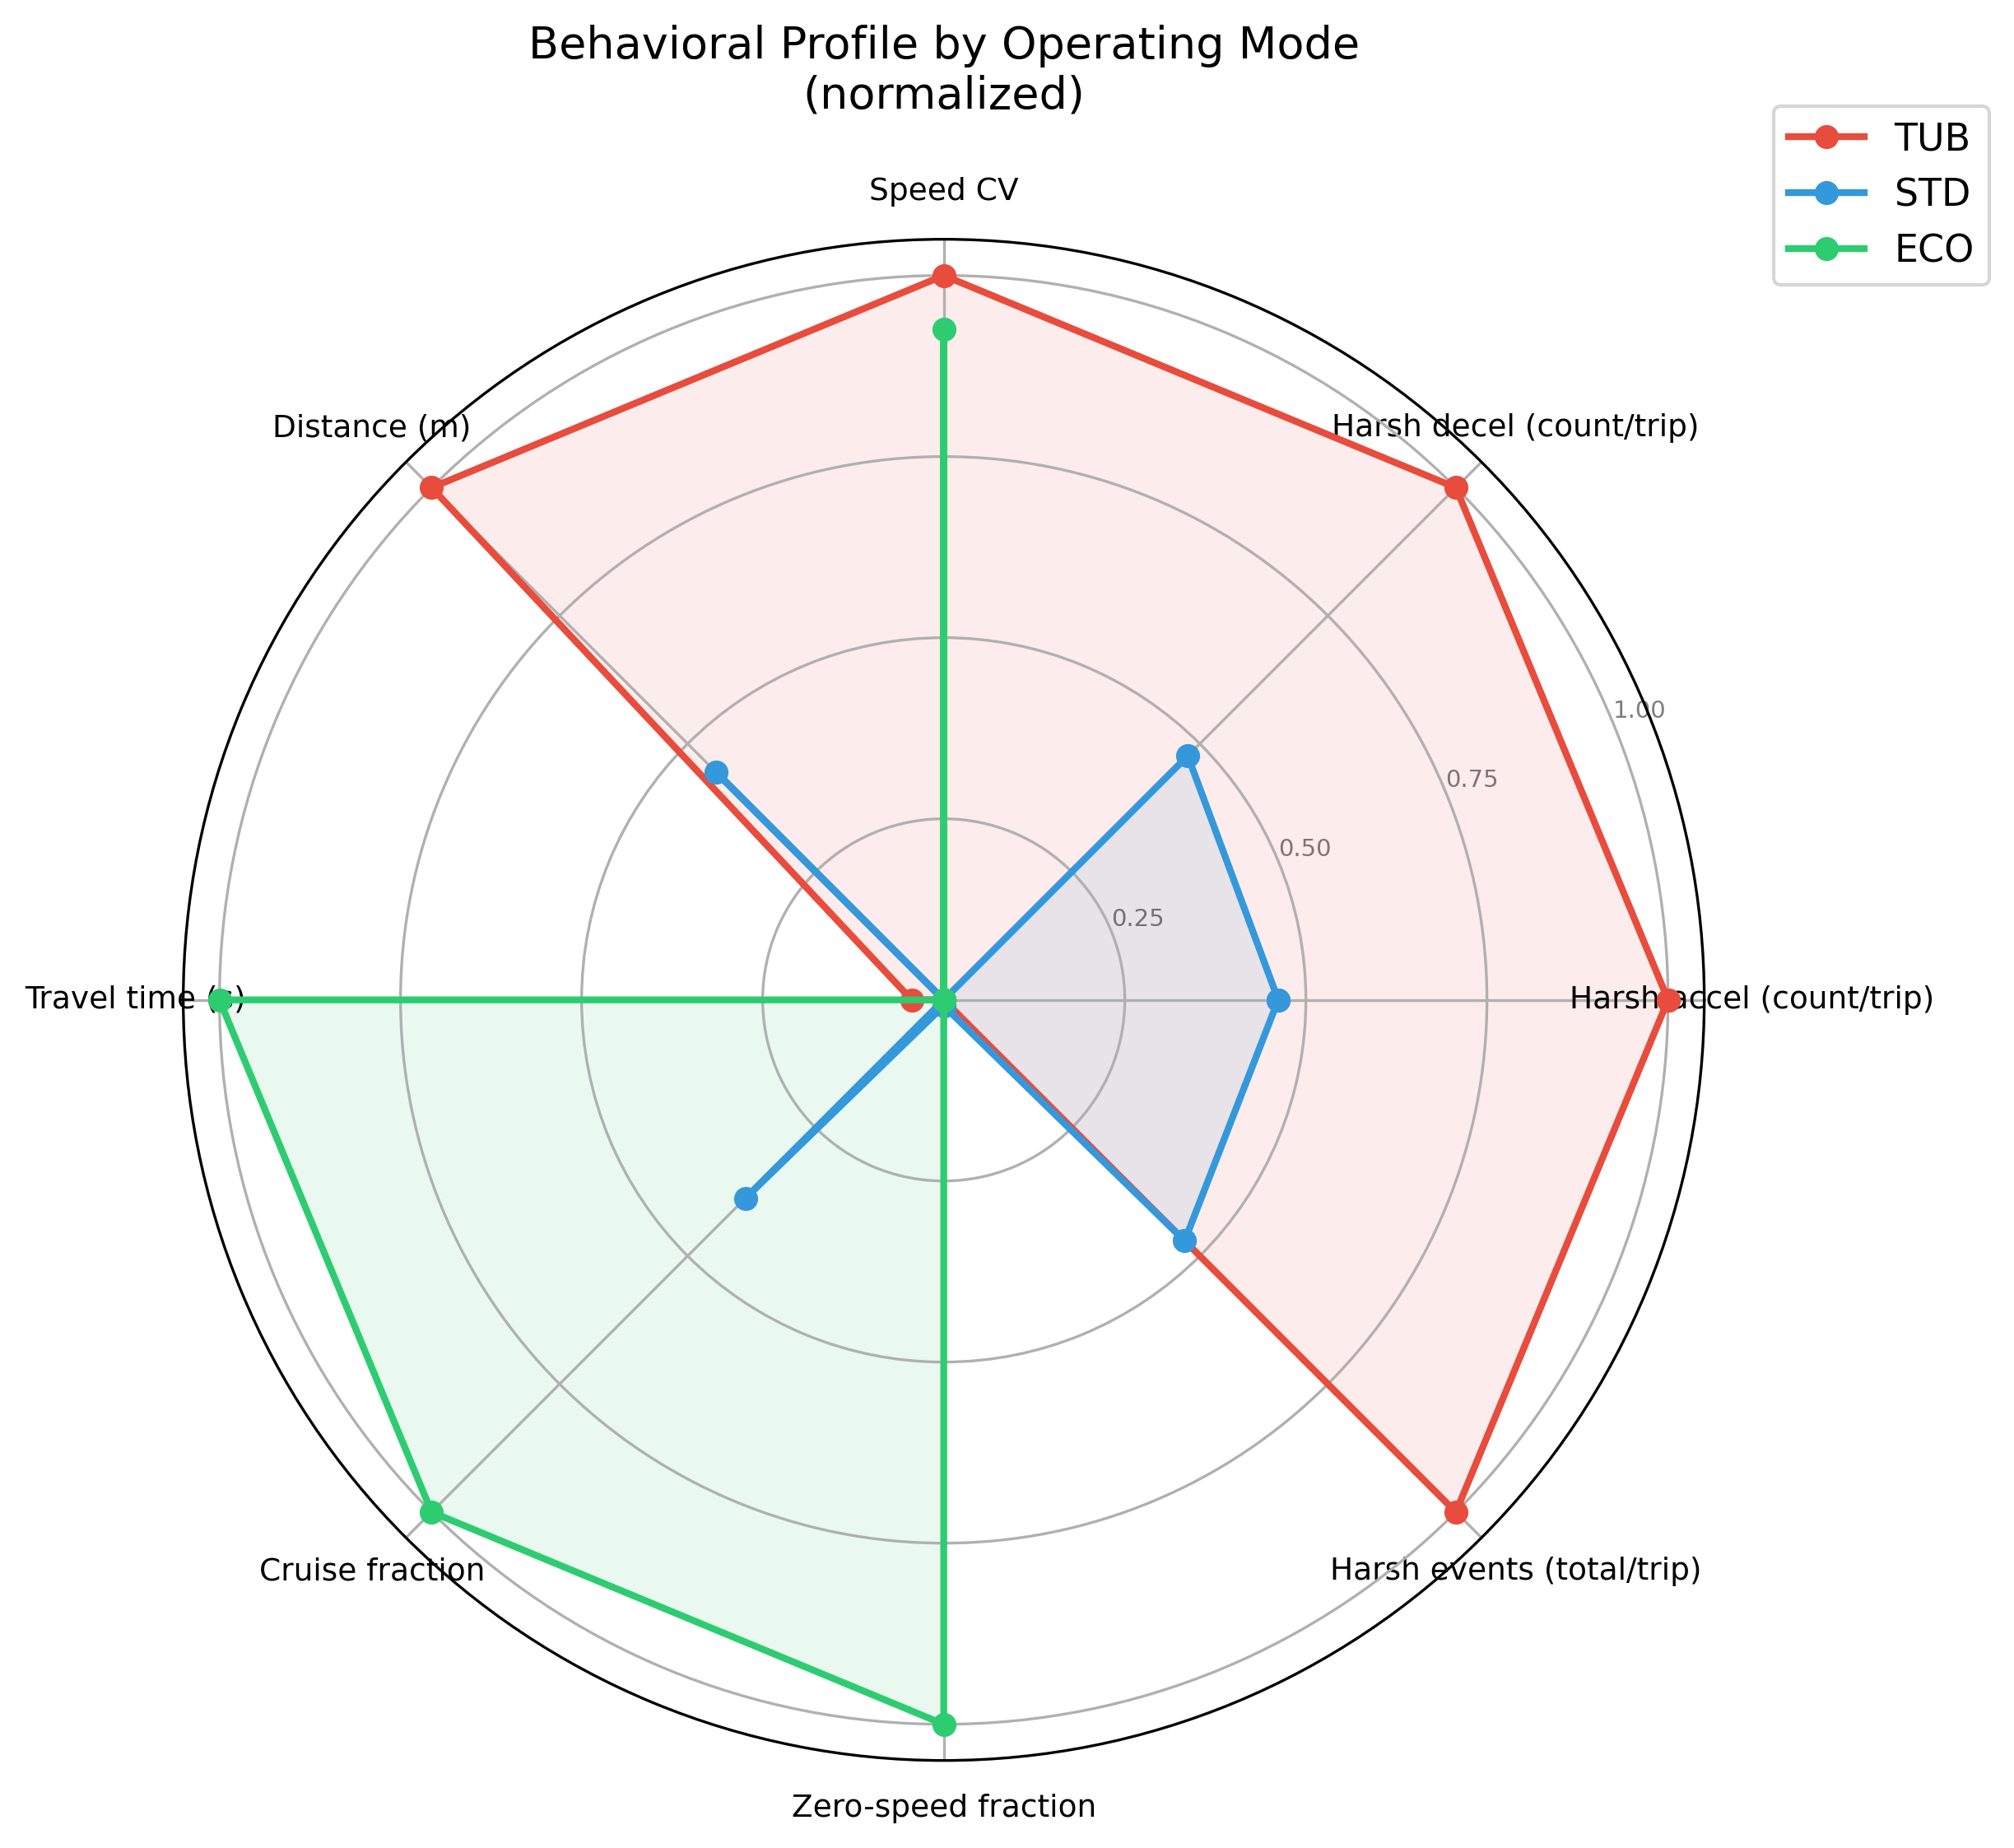 Behavioral Profile by Operating Mode
(normalized)
TUB
STD
ECO
Speed CV
Distance (m)
Harsh decel (count/trip)
1.00
0.75
0.50
0.25
Travel time (s)
Harsh accel (count/trip)
Cruise fraction
Harsh events (total/trip)
Zero-speed fraction